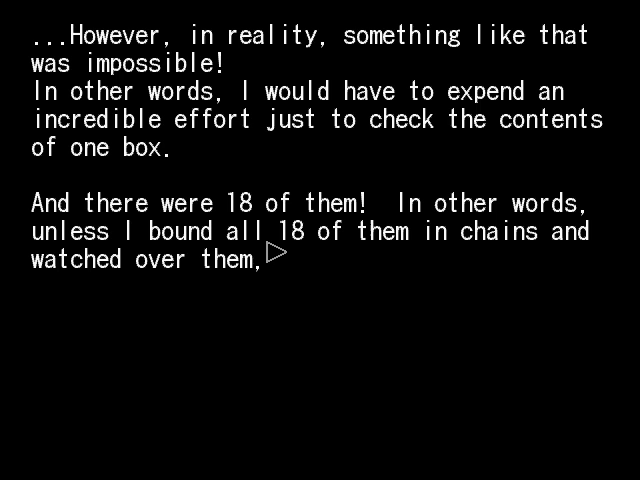 ...However, in reality, something like that
was impossible!
In other words, I would have to expend an
incredible effort just to check the contents
of one box.
And there were 18 of them!  In other words,
unless I bound all 18 of them in chains and
watched over them,